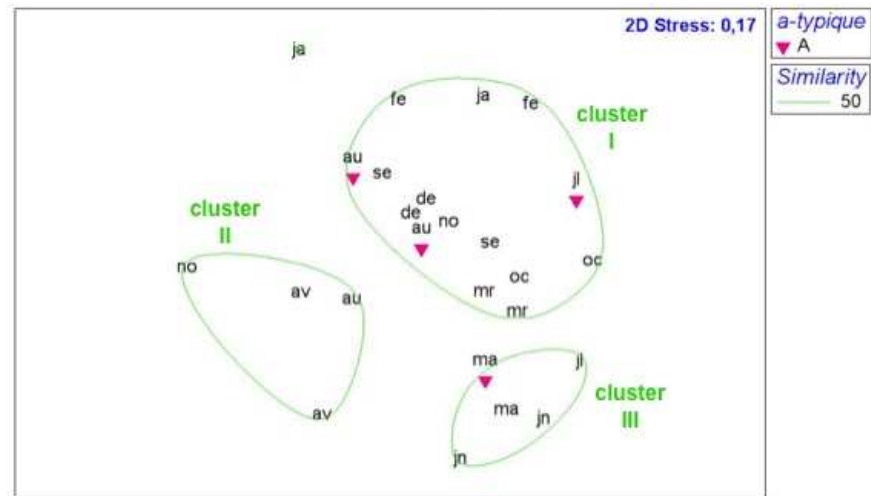 2D Stress: 0,17
a-typique
A
Similarity
50
ja
fe
ja
fe
cluster
I
au
se
jl
de
de
no
au
se
oc
oc
mr
mr
cluster
II
no
av
au
av
ma
jl
ma
jn
jn
cluster
III